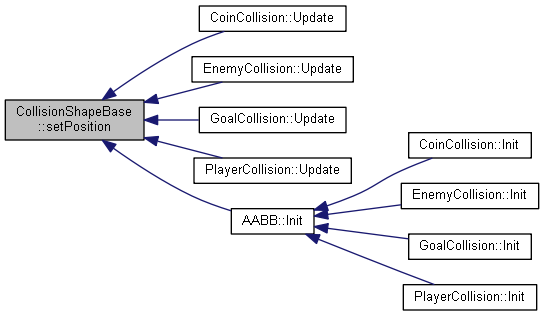 CoinCollision::Update
EnemyCollision::Update
CollisionShapeBase
::setPosition
GoalCollision::Update
PlayerCollision::Update
AABB::Init
CoinCollision::Init
EnemyCollision::Init
GoalCollision::Init
PlayerCollision::Init